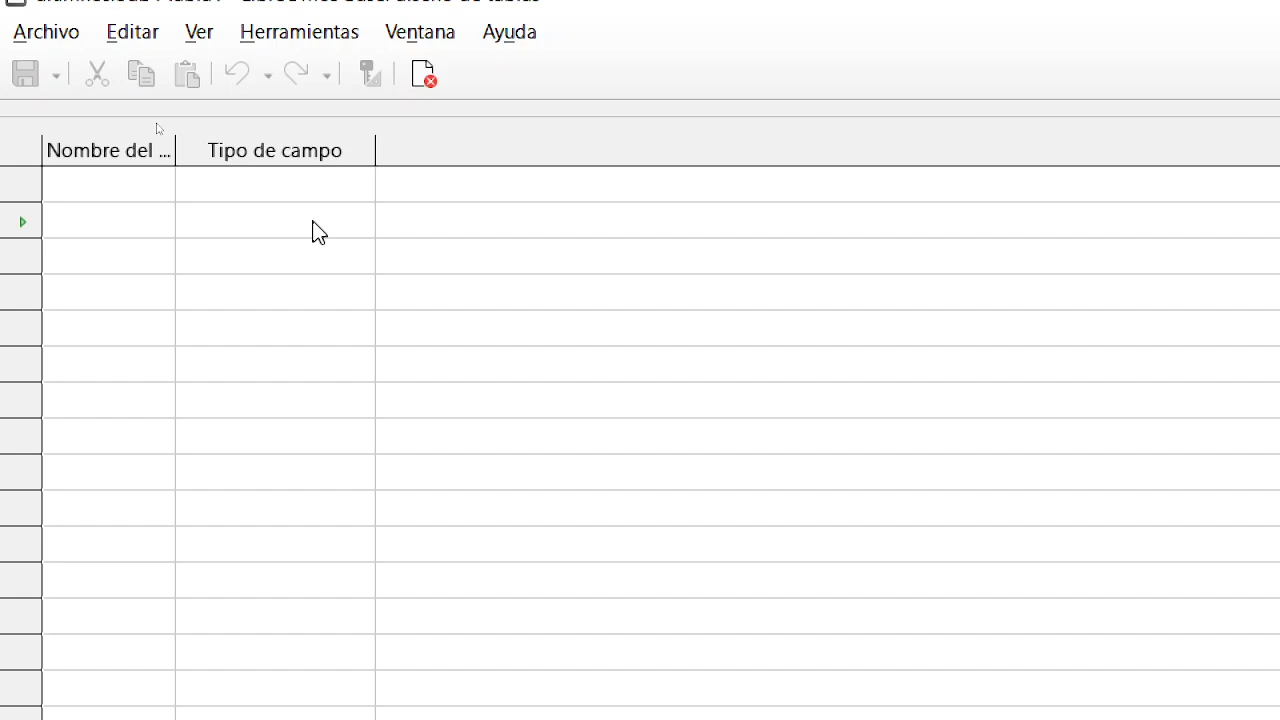 Archivo Editar Ver Herramientas Ventana Ayuda
Nombre del ... Tipo de campo